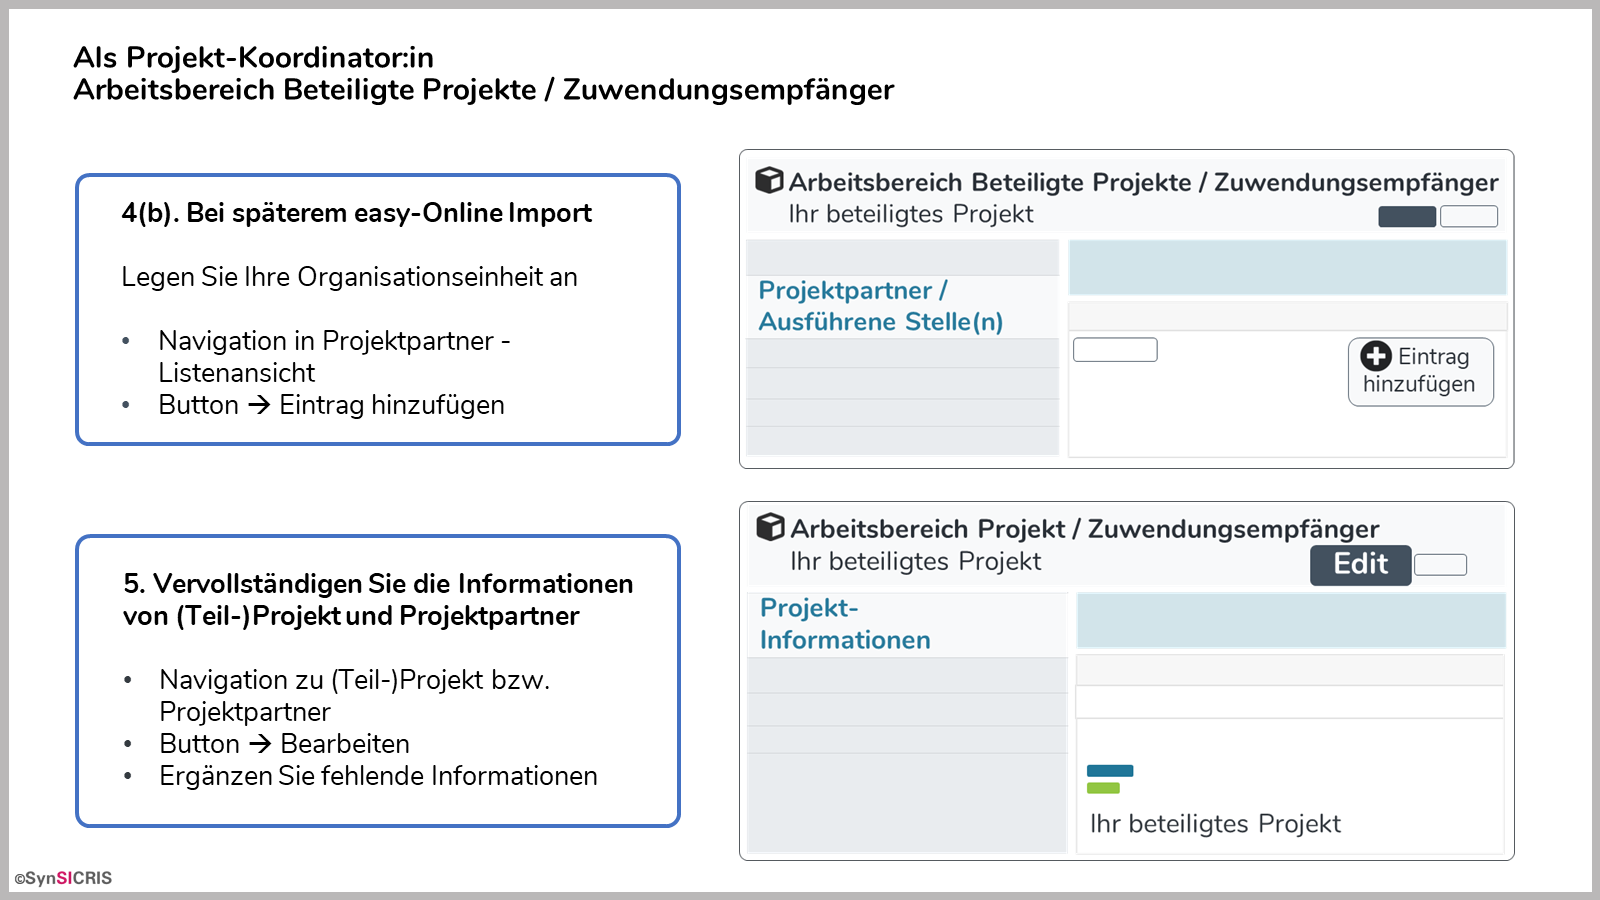 Als Projekt-Koordinator:in
Arbeitsbereich Beteiligte Projekte / Zuwendungsempfänger
4(b). Bei späterem easy-Online Import
Legen Sie Ihre Organisationseinheit an
• Navigation in Projektpartner -
Listenansicht
• Button → Eintrag hinzufügen
Arbeitsbereich Beteiligte Projekte / Zuwendungsempfänger
Ihr beteiligtes Projekt
Projektpartner /
Ausführene Stelle(n)
Eintrag
hinzufügen
5. Vervollständigen Sie die Informationen
von (Teil-)Projekt und Projektpartner
• Navigation zu (Teil-)Projekt bzw.
Projektpartner
• Button → Bearbeiten
• Ergänzen Sie fehlende Informationen
Arbeitsbereich Projekt / Zuwendungsempfänger
Ihr beteiligtes Projekt
Edit
Projekt-
Informationen
Ihr beteiligtes Projekt
©SynSICRIS